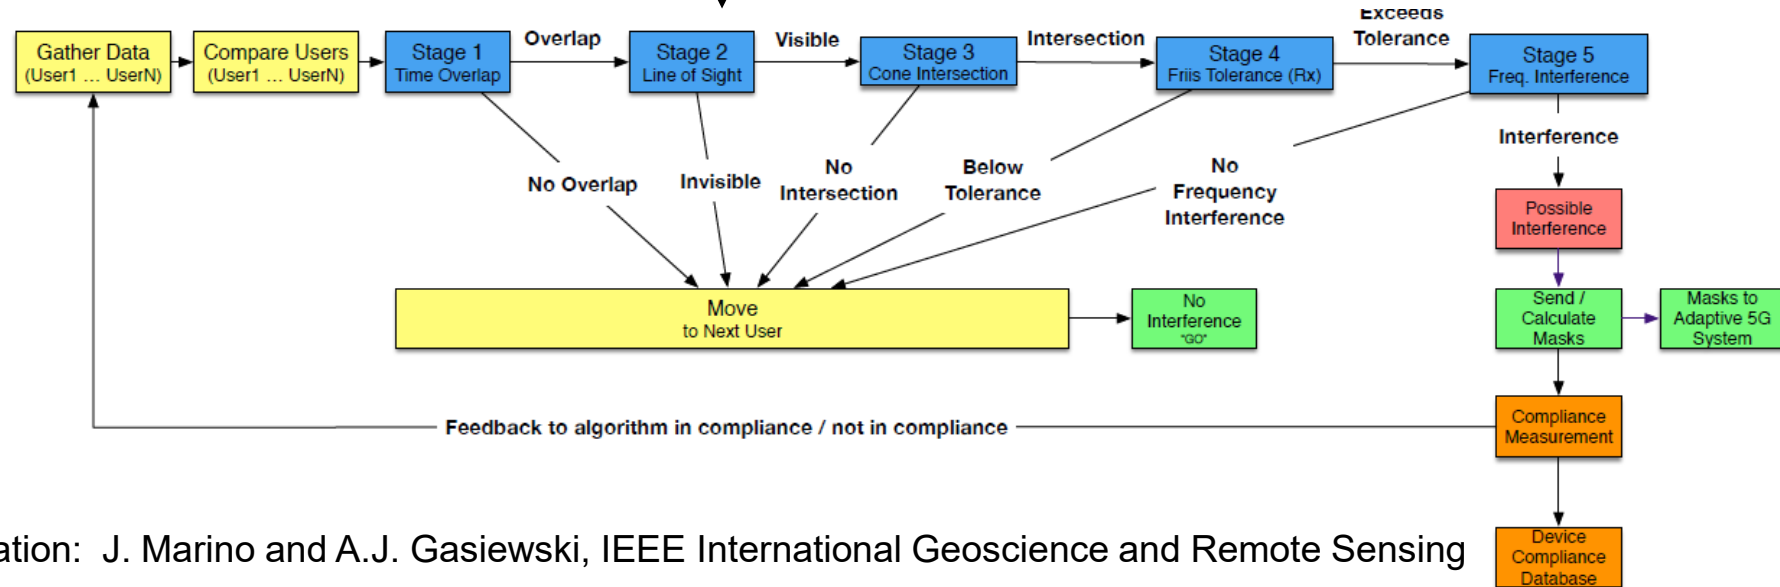 Gather Data
(User1 ... UserN)
Compare Users
(User1 ... UserN)
Stage 1
Time Overlap
Overlap
Stage 2
Line of Sight
Visible
Stage 3
Cone Intersection
Intersection
Stage 4
Friis Tolerance (Rx)
Exceeds
Tolerance
Stage 5
Freq. Interference
No Overlap
Invisible
No
Intersection
Below
Tolerance
No
Frequency
Interference
Interference
Possible
Interference
Move
to Next User
No
Interference
"GO"
Send /
Calculate
Masks
Masks to
Adaptive 5G
System
Feedback to algorithm in compliance / not in compliance
Compliance
Measurement
Device
Compliance
Database
ation: J. Marino and A.J. Gasiewski, IEEE International Geoscience and Remote Sensing